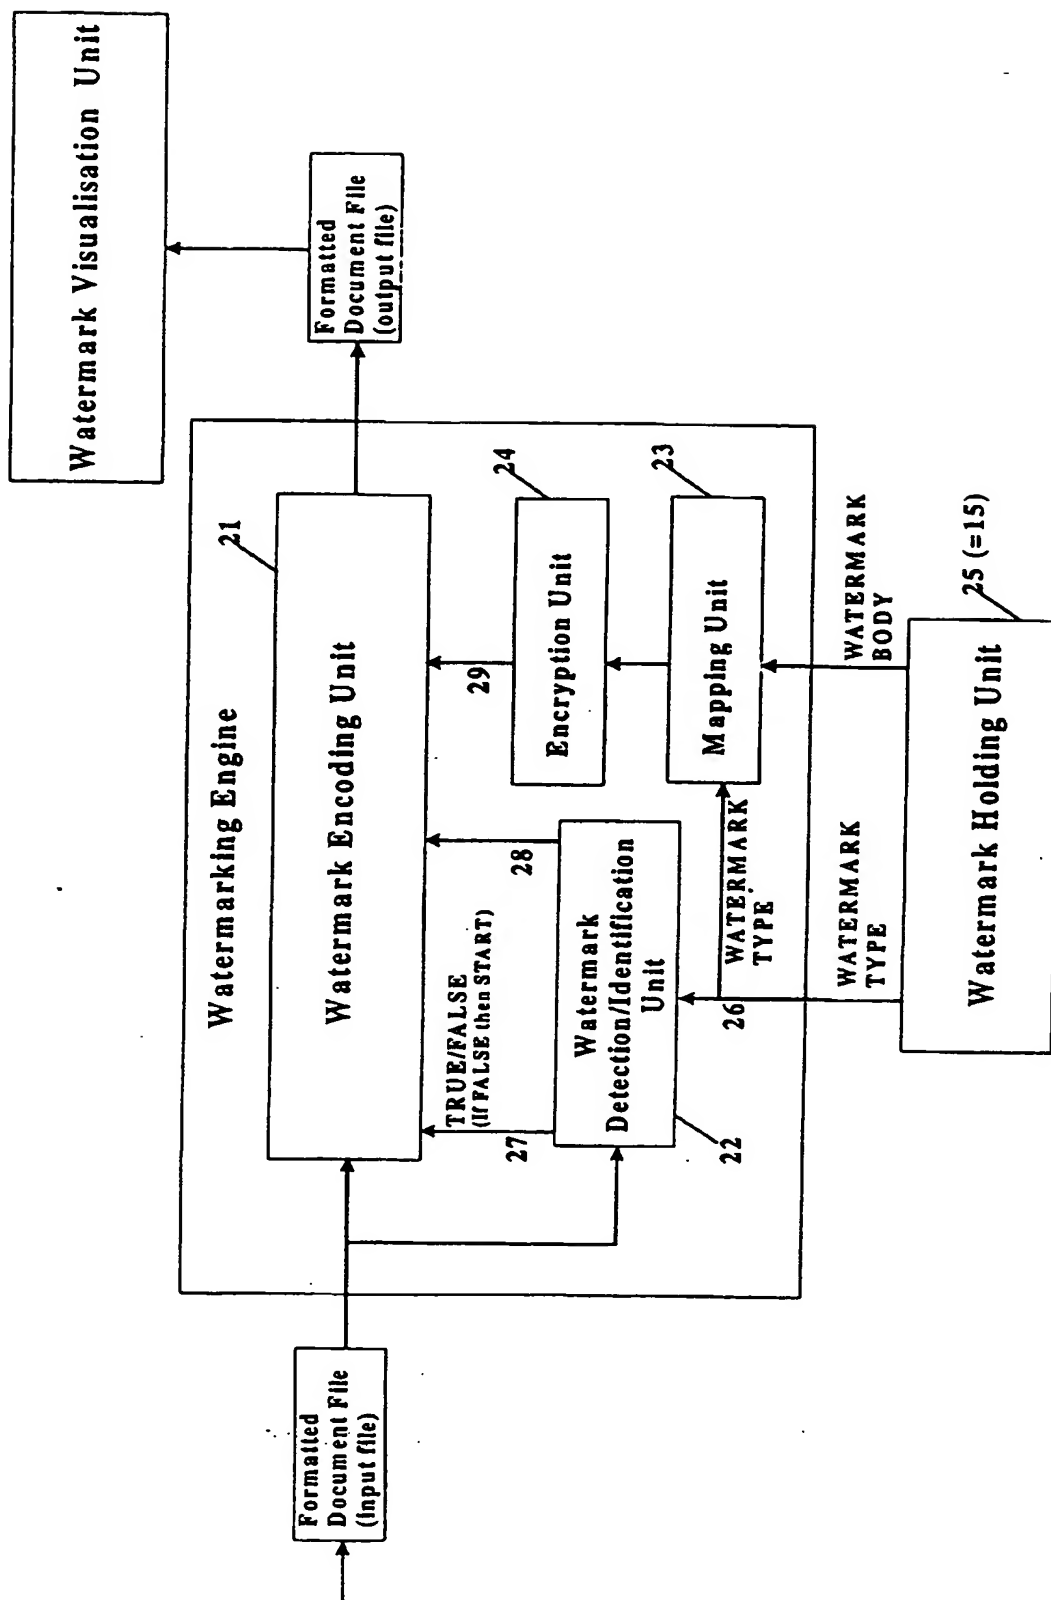 Watermark Visualisation Unit
Formatted
Document File
(output file)
Watermarking Engine
21
Watermark Encoding Unit
24
Encryption Unit
29
23
Mapping Unit
28
TRUE/FALSE
(If FALSE then START)
27
Watermark
Detection/Identification
Unit
22
WATERMARK
TYPE
26
Formatted
Document File
(input file)
WATERMARK
BODY
WATERMARK
TYPE
25 (=15)
Watermark Holding Unit